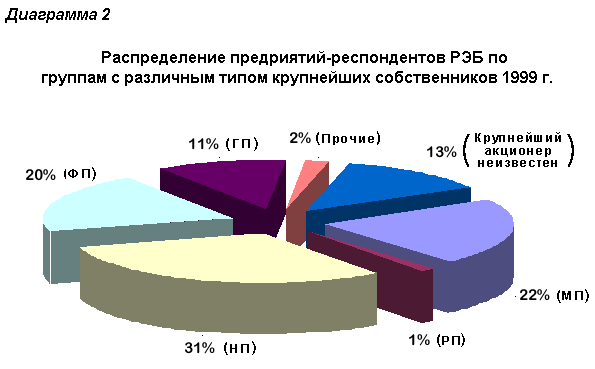 Диаграмма 2
Распределение предриятий-респондентов РЭБ по
группам с различным типом крупнейших собственников 1999 г.
11% (ГП)
2% (Прочие)
13% (Крупнейший
акционер
неизвестен)
20% (ФП)
22% (МП)
1% (РП)
31% (НП)